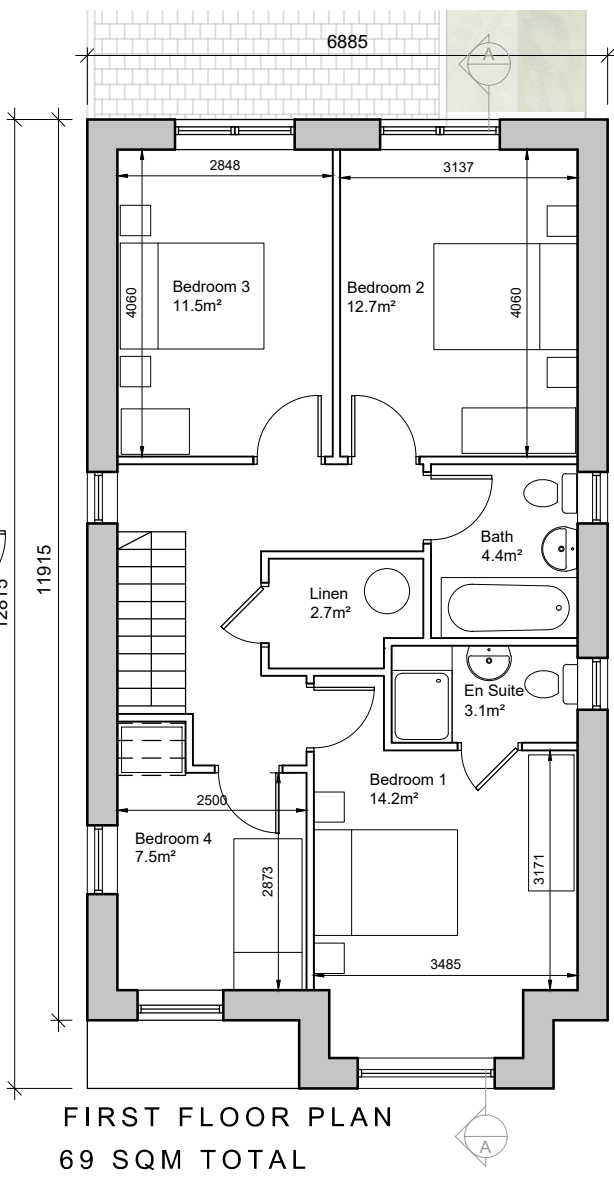 6885
A
2848
3137
Bedroom 3
11.5m²
Bedroom 2
12.7m²
4060
4060
12815
11915
Bath
4.4m²
Linen
2.7m²
En Suite
3.1m²
Bedroom 1
14.2m²
2500
Bedroom 4
7.5m²
2873
3171
3485
FIRST FLOOR PLAN
69 SQM TOTAL
A